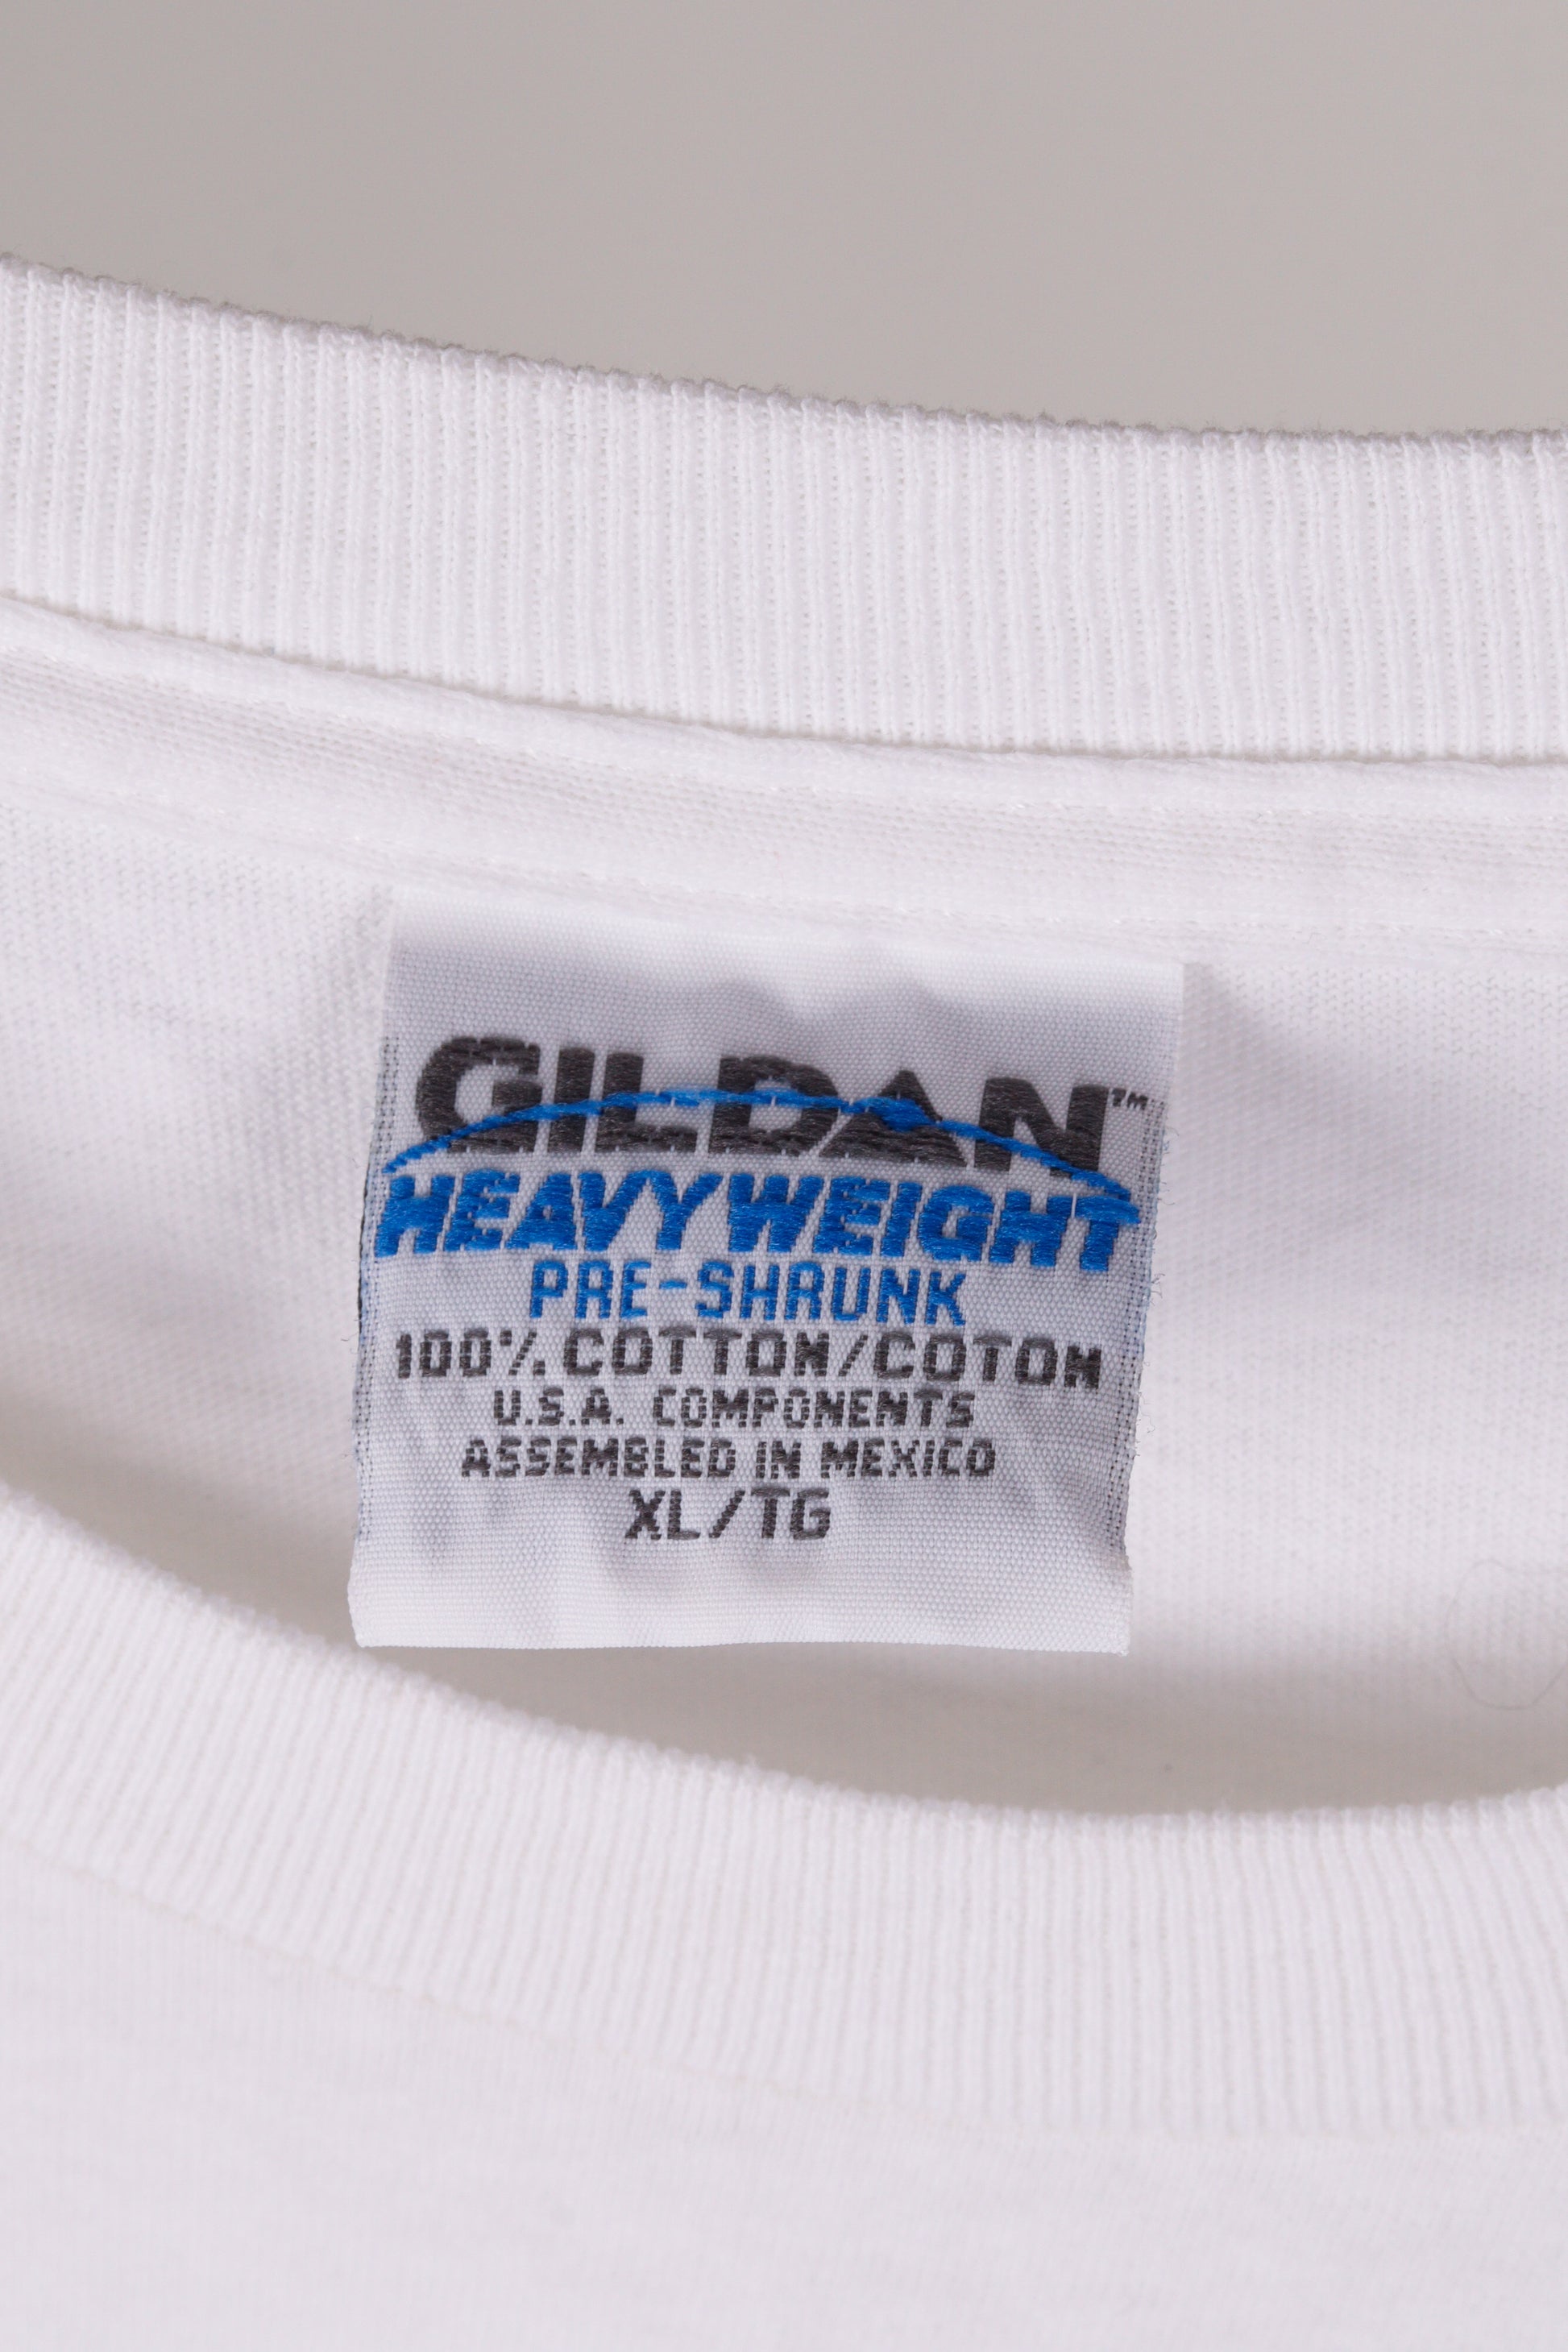 GILDAN™
HEAVYWEIGHT
PRE-SHRUNK
100% COTTON/COTON
U.S.A. COMPONENTS
ASSEMBLED IN MEXICO
XL/TG